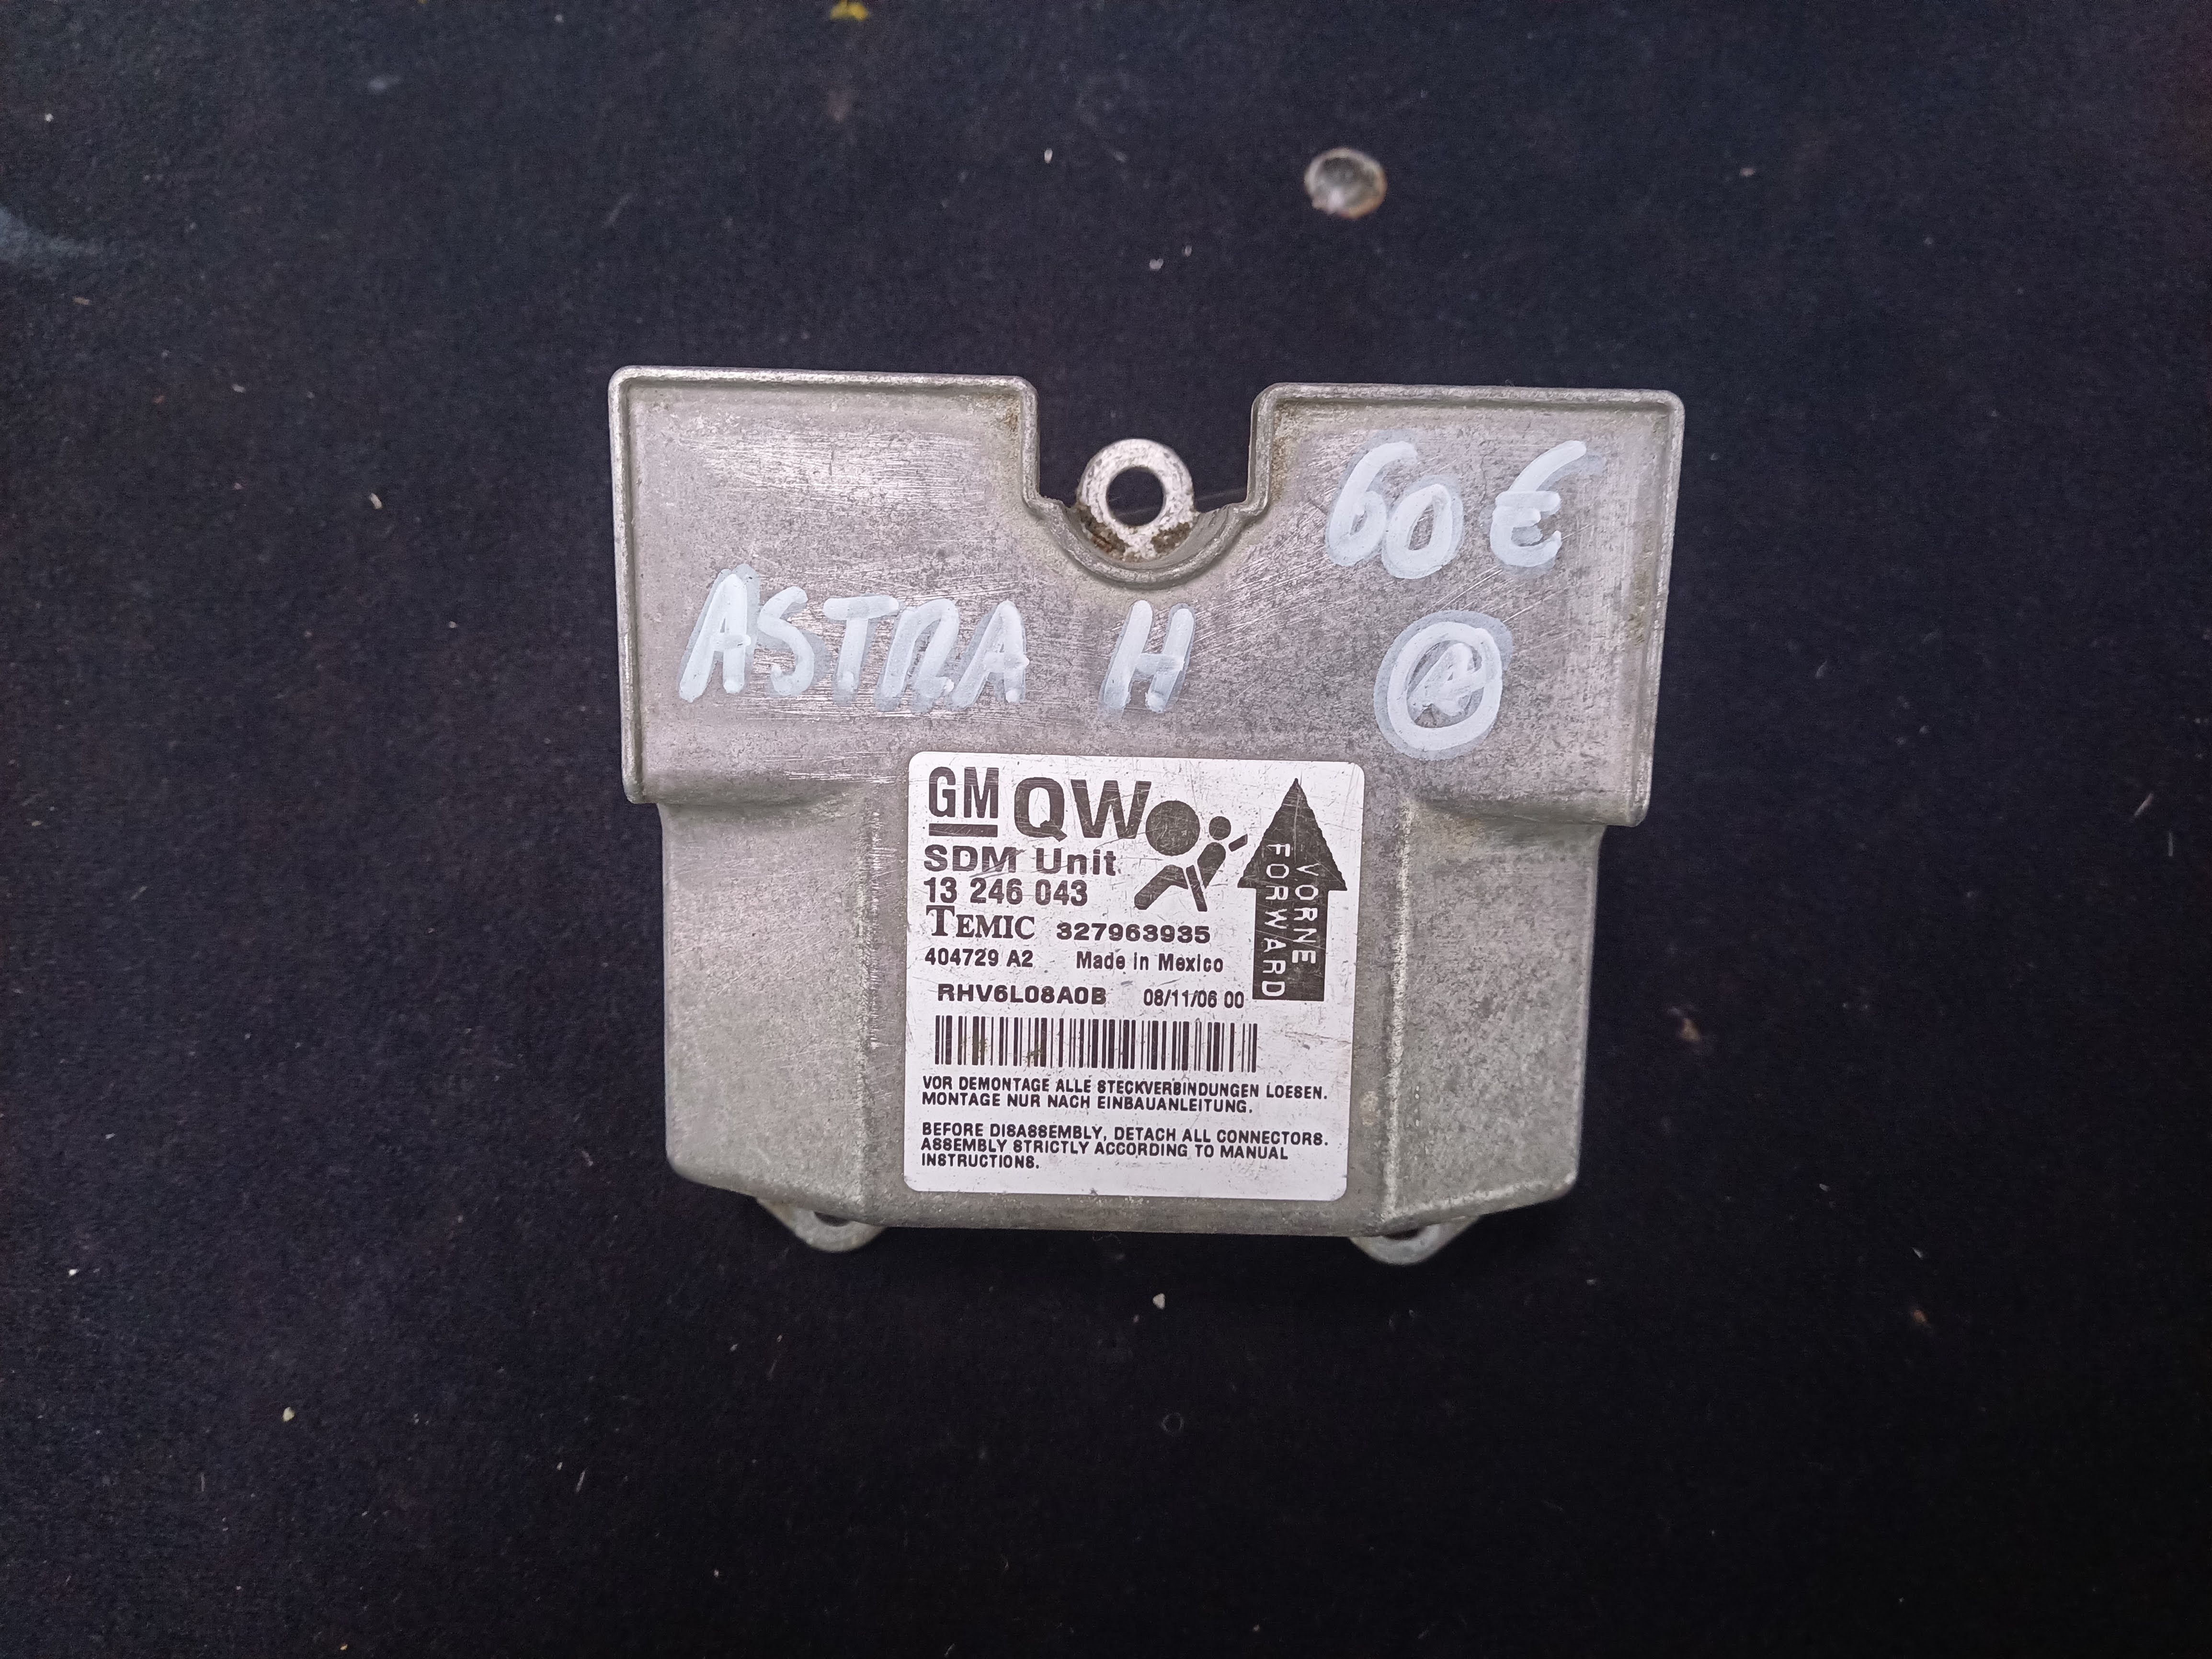 60 €
ASTRA H
GM QW
SDM Unit
13 246 043
TEMIC 327963935
404729 A2 Made in Mexico
RHV6L08A0B 08/11/06 00
VORNE
FORWARD
VOR DEMONTAGE ALLE STECKVERBINDUNGEN LOESEN.
MONTAGE NUR NACH EINBAUANLEITUNG.
BEFORE DISASSEMBLY, DETACH ALL CONNECTORS.
ASSEMBLY STRICTLY ACCORDING TO MANUAL
INSTRUCTIONS.